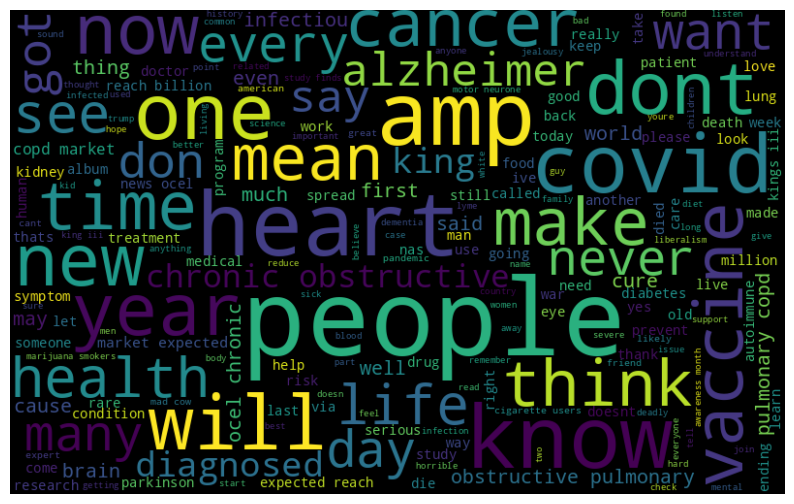 history
common
sound
now
infectiou
bad
found
listen
got
every
cancer
really
keep
take
want
jealousy
anyone
understand
related
study finds
point
thing
doctor
even
alzheimer
patient
dont
reach billion
thought
used
motor neurone
love
american
see
infected
trump
hope
one
say
amp
good
death
week
lung
youre
children
science
living
better
work
important
great
back
today
world
please
look
copd market
don
mean
king
food
ive
white
guy
covid
kings iii
kidney
album
program
news ocel
human
kid
much
spread
first
still
called
another
family
diet
dementia
lyme
died
care
long
made
time
heart
make
cant
thats
king iii
treatment
said
man
use
going
believe
case
pandemic
nas
liberalism
give
million
anything
reduce
medical
never
vaccine
new
chronic obstructive
name
cure
live
symptom
sure
year
people
sick
women
country
war
need
diabetes
eye
yes
old
support
prevent
autoimmune
pulmonary copd
may
let
someone
men
market expected
blood
away
severe
likely
issue
thank
marijuana smokers
body
help
drug
part
remember
friend
health
ocel chronic
well
life
think
right
learn
awareness month
cause
rare
mad cow
risk
doesn
feel
read
cigarette users
doesnt
deadly
condition
will
last
via
serious
way
know
tell
everyone
ending
many
diagnosed
day
study
infection
best
two
hard
join
expert
come
brain
parkinson
die
horrible
obstructive pulmonary
check
mental
research
getting
start
expected reach